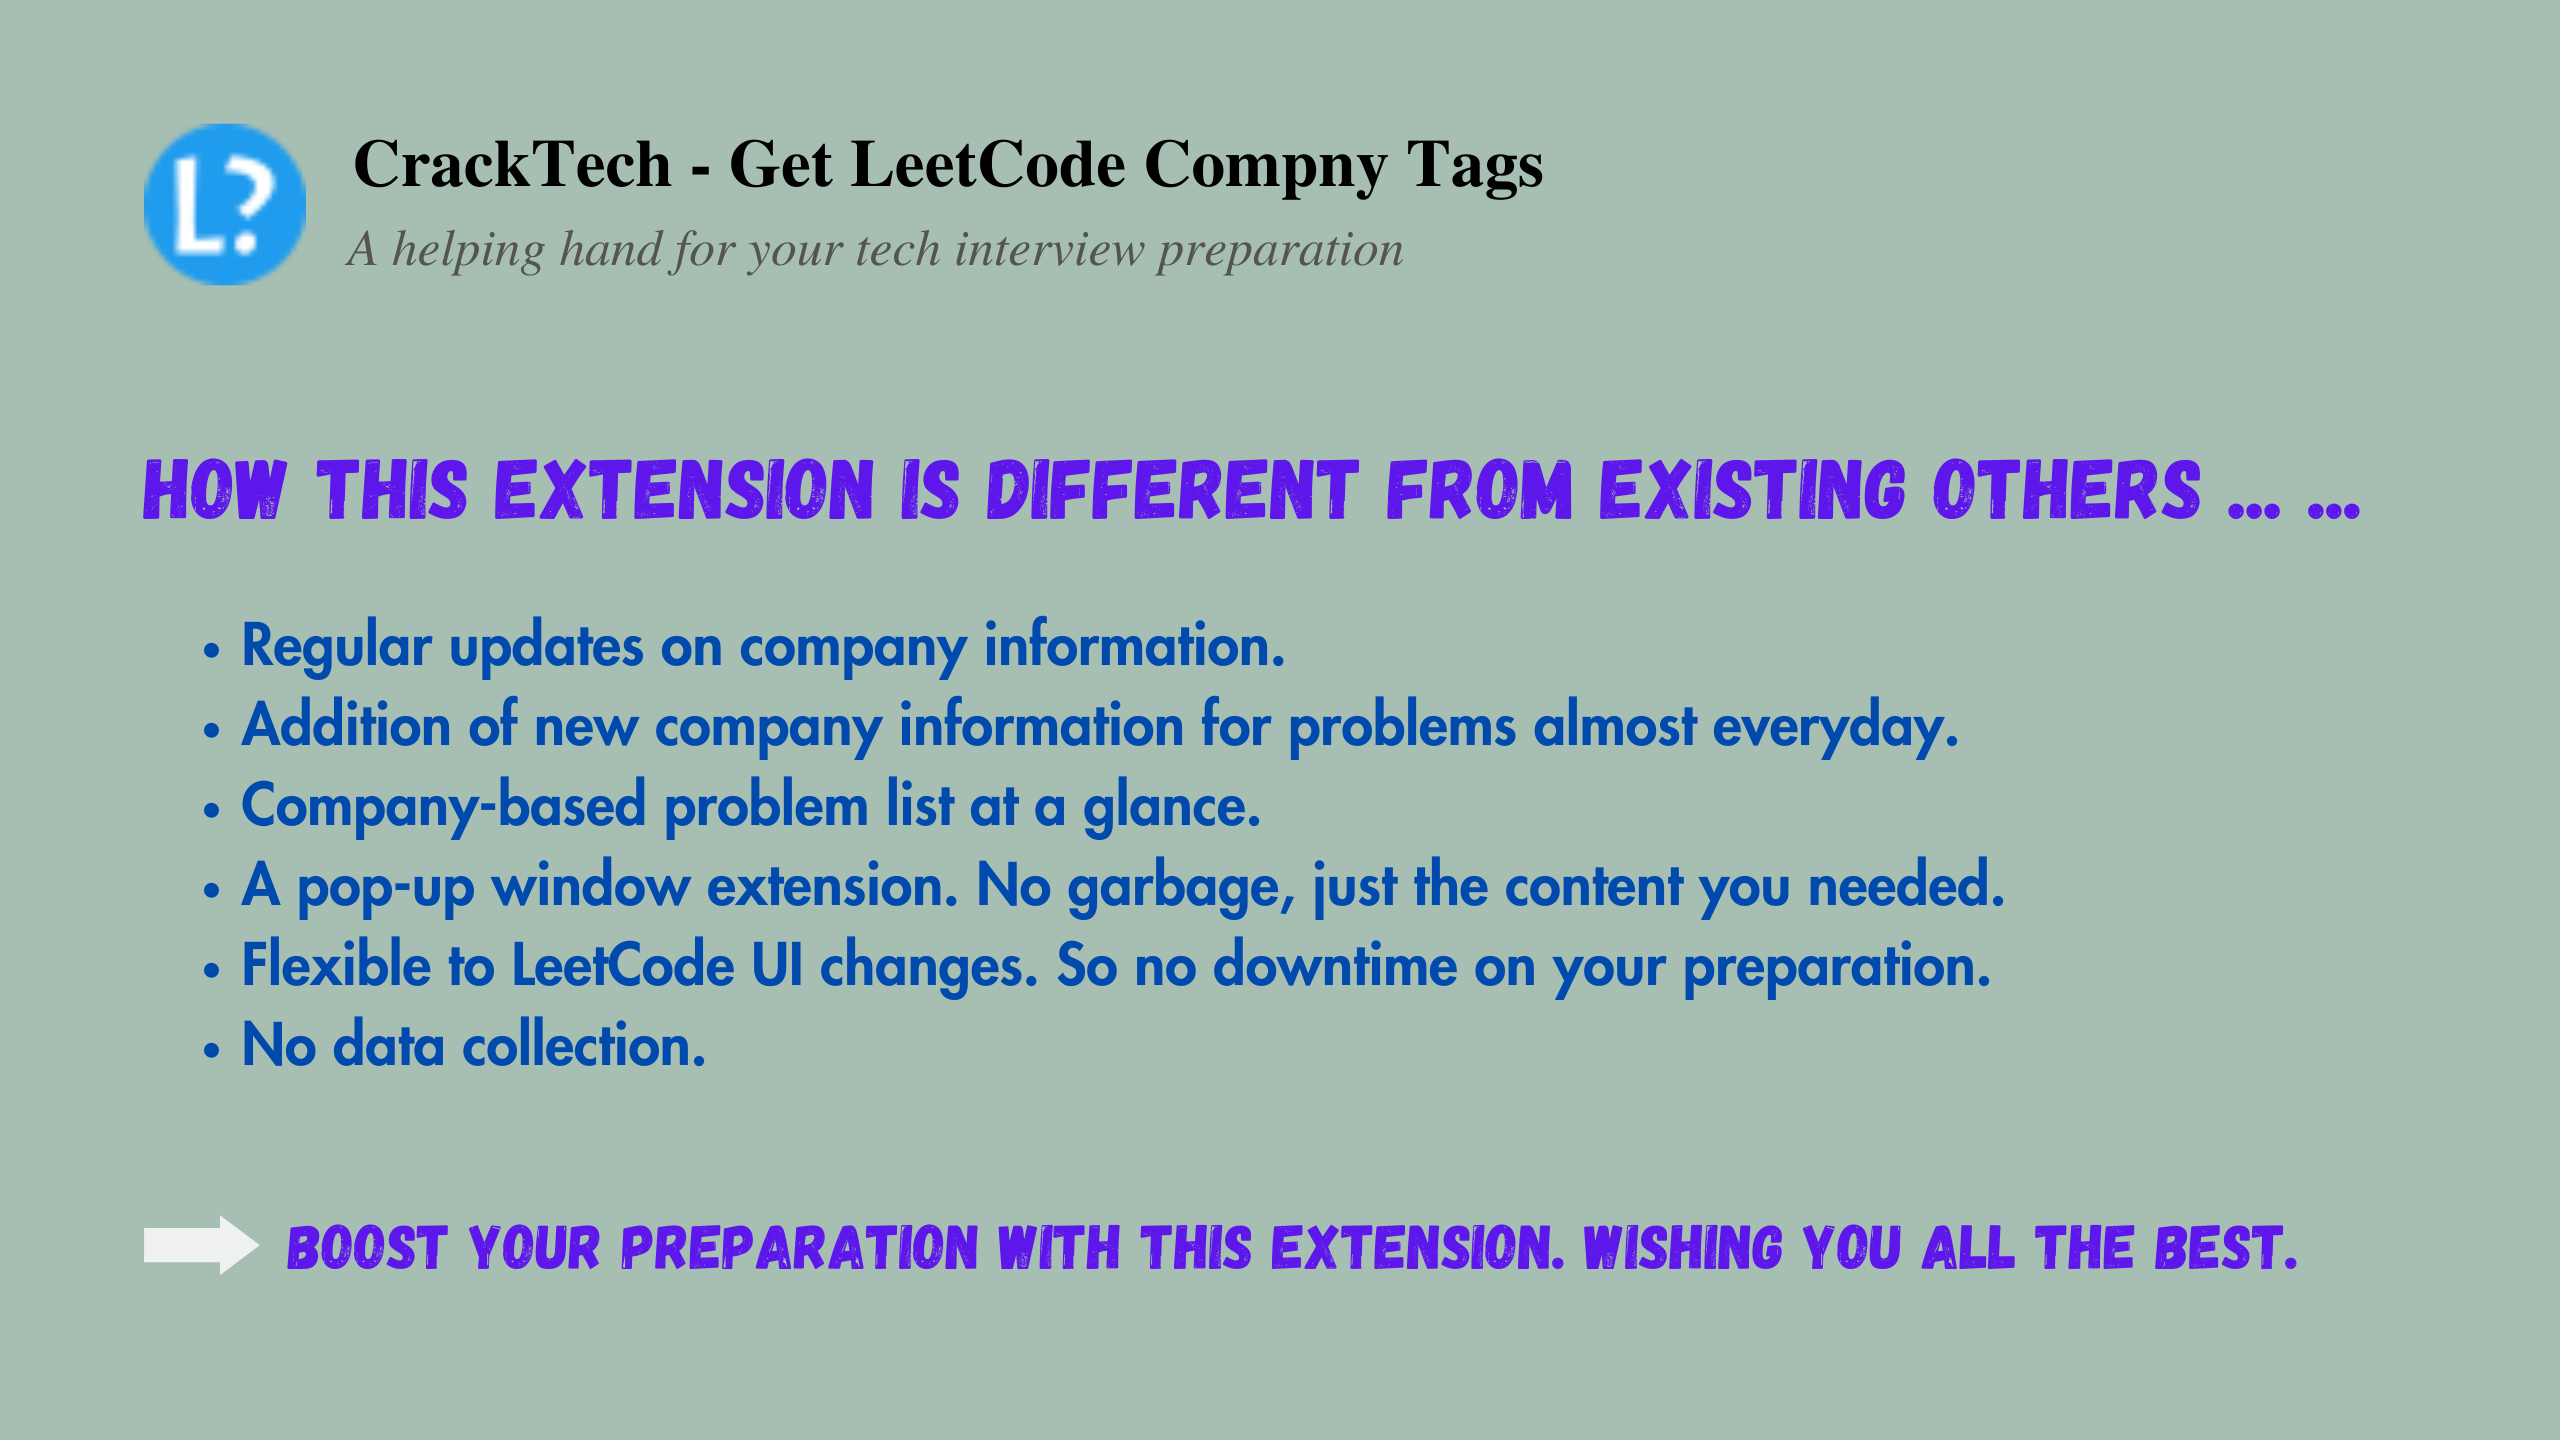 L?
CrackTech - Get LeetCode Compny Tags
A helping hand for your tech interview preparation
HOW THIS EXTENSION IS DIFFERENT FROM EXISTING OTHERS ... ...
• Regular updates on company information.
• Addition of new company information for problems almost everyday.
• Company-based problem list at a glance.
• A pop-up window extension. No garbage, just the content you needed.
• Flexible to LeetCode UI changes. So no downtime on your preparation.
• No data collection.
BOOST YOUR PREPARATION WITH THIS EXTENSION. WISHING YOU ALL THE BEST.